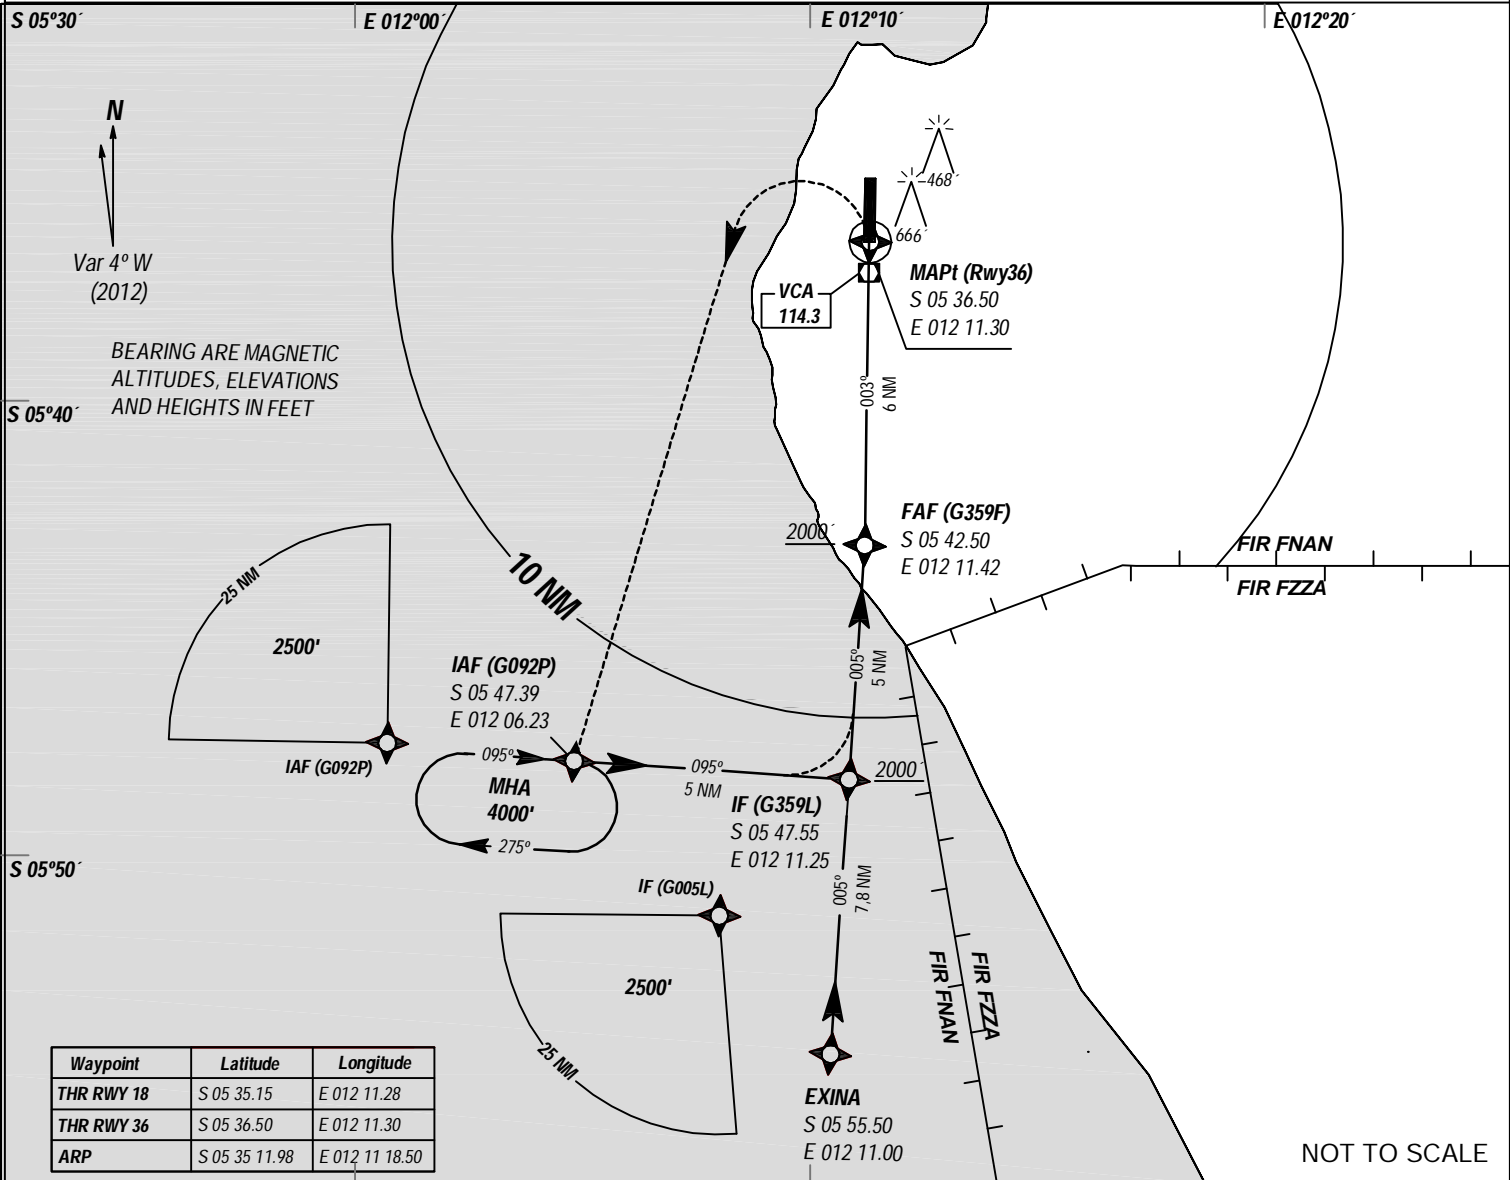 S 05º30´
E 012º00´
E 012º10´
E 012º20´
N
Var 4º W
(2012)
BEARING ARE MAGNETIC
ALTITUDES, ELEVATIONS
AND HEIGHTS IN FEET
468´
666´
MAPt (Rwy36)
S 05 36.50
E 012 11.30
VCA
114.3
003º
6 NM
S 05º40´
FAF (G359F)
S 05 42.50
E 012 11.42
2000´
FIR FNAN
FIR FZZA
10 NM
25 NM
2500'
IAF (G092P)
IAF (G092P)
S 05 47.39
E 012 06.23
005º
5 NM
095º
MHA
4000'
275º
095º
5 NM
2000´
IF (G359L)
S 05 47.55
E 012 11.25
S 05º50´
005º
7,8 NM
IF (G005L)
2500'
25 NM
FIR FNAN
FIR FZZA
EXINA
S 05 55.50
E 012 11.00
Waypoint Latitude Longitude
THR RWY 18 S 05 35.15 E 012 11.28
THR RWY 36 S 05 36.50 E 012 11.30
ARP S 05 35 11.98 E 012 11 18.50
NOT TO SCALE